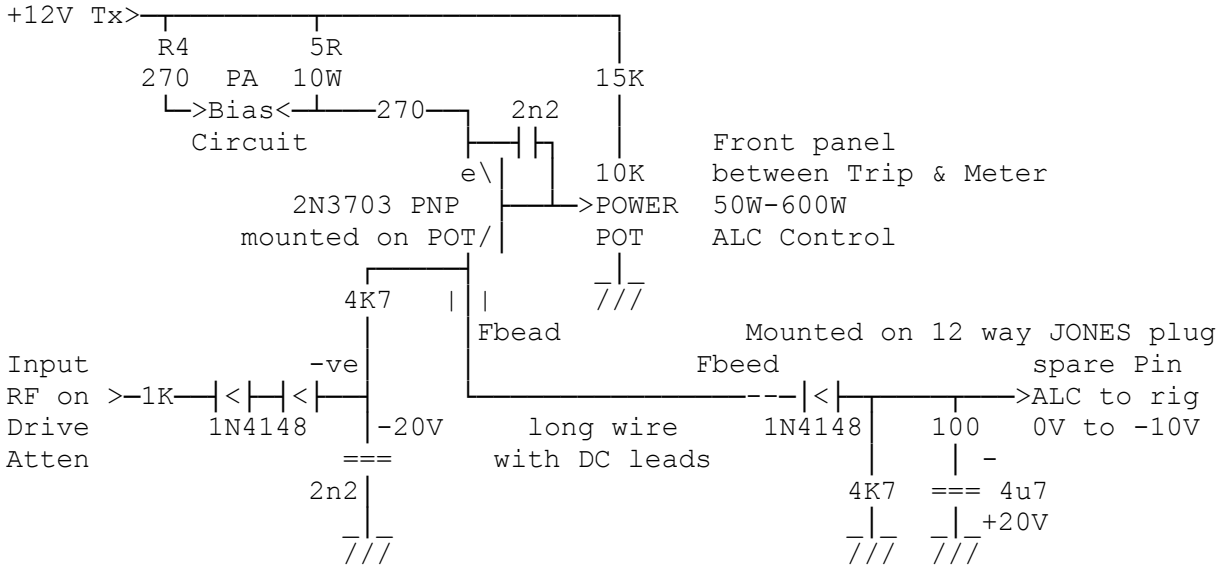 +12V Tx>
R4 5R
270 PA 10W 15K
>Bias< 270 2n2
Circuit Front panel
e\ 10K between Trip & Meter
2N3703 PNP >POWER 50W-600W
mounted on POT/ POT ALC Control
4K7 | | ///
Fbead Mounted on 12 way JONES plug
Input -ve Fbeed spare Pin
RF on >─1K─┤<├─┤<├ ---┤<├ >ALC to rig
Drive 1N4148 -20V long wire 1N4148 100 0V to -10V
Atten === with DC leads -
2n2 4K7 === 4u7
+20V
/// /// ///